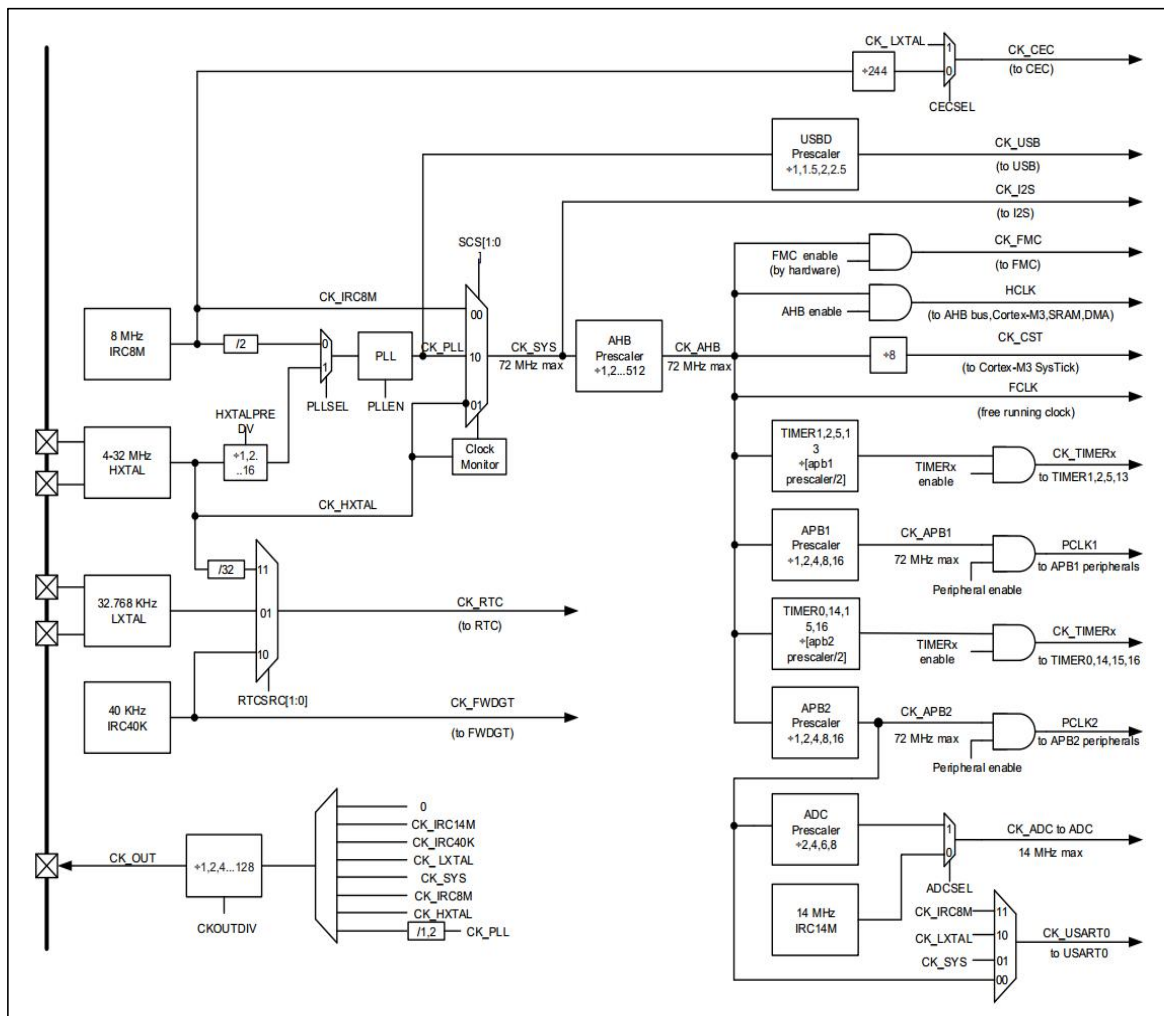 CK_LXTAL
1
0
CK_CEC
(to CEC)
÷244
CECSEL
USBD
Prescaler
÷1,1.5,2,2.5
CK_USB
(to USB)
CK_I2S
(to I2S)
SCS[1:0
]
CK_FMC
(to FMC)
FMC enable
(by hardware)
HCLK
(to AHB bus,Cortex-M3,SRAM,DMA)
AHB enable
CK_IRC8M
00
10
01
8 MHz
IRC8M
/2
0
1
PLLSEL
PLL
PLLEN
CK_PLL
CK_SYS
72 MHz max
AHB
Prescaler
÷1,2...512
CK_AHB
72 MHz max
÷8
CK_CST
(to Cortex-M3 SysTick)
FCLK
(free running clock)
HXTALPRE
DV
÷1,2.
..16
4-32 MHz
HXTAL
Clock
Monitor
CK_HXTAL
TIMER1,2,5,1
3
÷[apb1
prescaler/2]
TIMERx
enable
CK_TIMERx
to TIMER1,2,5,13
APB1
Prescaler
÷1,2,4,8,16
CK_APB1
72 MHz max
Peripheral enable
PCLK1
to APB1 peripherals
/32
11
01
10
32.768 KHz
LXTAL
CK_RTC
(to RTC)
RTCSRC[1:0]
TIMER0,14,1
5,16
÷[apb2
prescaler/2]
TIMERx
enable
CK_TIMERx
to TIMER0,14,15,16
40 KHz
IRC40K
CK_FWDGT
(to FWDGT)
APB2
Prescaler
÷1,2,4,8,16
CK_APB2
72 MHz max
Peripheral enable
PCLK2
to APB2 peripherals
CK_OUT
÷1,2,4...128
CKOUTDIV
0
CK_IRC14M
CK_IRC40K
CK_LXTAL
CK_SYS
CK_IRC8M
CK_HXTAL
/1,2
CK_PLL
ADC
Prescaler
÷2,4,6,8
1
0
ADCSEL
CK_ADC to ADC
14 MHz max
14 MHz
IRC14M
CK_IRC8M
11
CK_LXTAL
10
CK_SYS
01
00
CK_USART0
to USART0